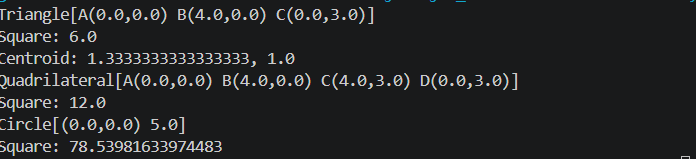 Triangle[A(0.0,0.0) B(4.0,0.0) C(0.0,3.0)]
Square: 6.0
Centroid: 1.3333333333333333, 1.0
Quadrilateral[A(0.0,0.0) B(4.0,0.0) C(4.0,3.0) D(0.0,3.0)]
Square: 12.0
Circle[(0.0,0.0) 5.0]
Square: 78.53981633974483